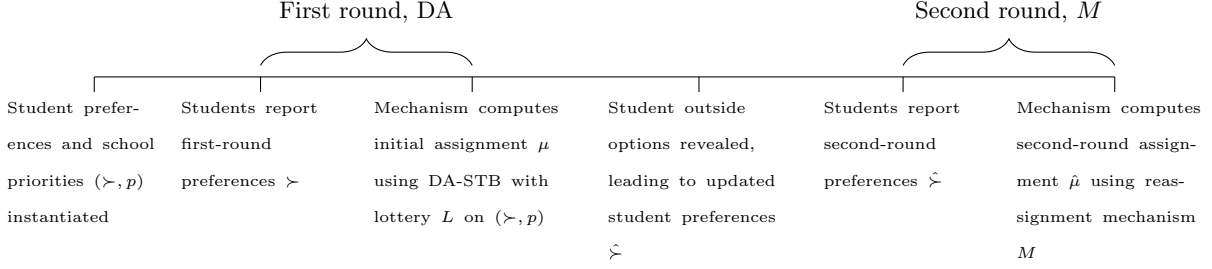 First round, DA
Second round, M
Student prefer-
ences and school
priorities (≻, p)
instantiated
Students report
first-round
preferences ≻
Mechanism computes
initial assignment μ
using DA-STB with
lottery L on (≻, p)
Student outside
options revealed,
leading to updated
student preferences
≻̂
Students report
second-round
preferences ≻̂
Mechanism computes
second-round assign-
ment μ̂ using reas-
signment mechanism
M